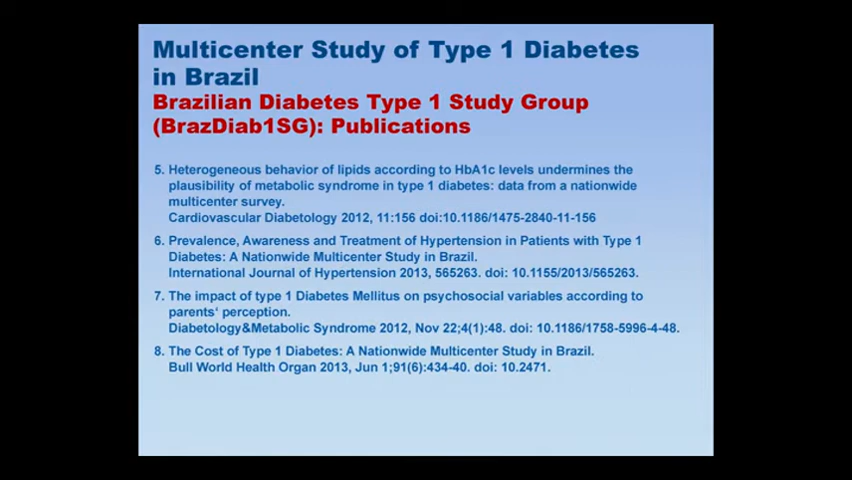 Multicenter Study of Type 1 Diabetes
in Brazil
Brazilian Diabetes Type 1 Study Group
(BrazDiab1SG): Publications
5. Heterogeneous behavior of lipids according to HbA1c levels undermines the
plausibility of metabolic syndrome in type 1 diabetes: data from a nationwide
multicenter survey.
Cardiovascular Diabetology 2012, 11:156 doi:10.1186/1475-2840-11-156
6. Prevalence, Awareness and Treatment of Hypertension in Patients with Type 1
Diabetes: A Nationwide Multicenter Study in Brazil.
International Journal of Hypertension 2013, 565263. doi: 10.1155/2013/565263.
7. The impact of type 1 Diabetes Mellitus on psychosocial variables according to
parents‘ perception.
Diabetology&Metabolic Syndrome 2012, Nov 22;4(1):48. doi: 10.1186/1758-5996-4-48.
8. The Cost of Type 1 Diabetes: A Nationwide Multicenter Study in Brazil.
Bull World Health Organ 2013, Jun 1;91(6):434-40. doi: 10.2471.